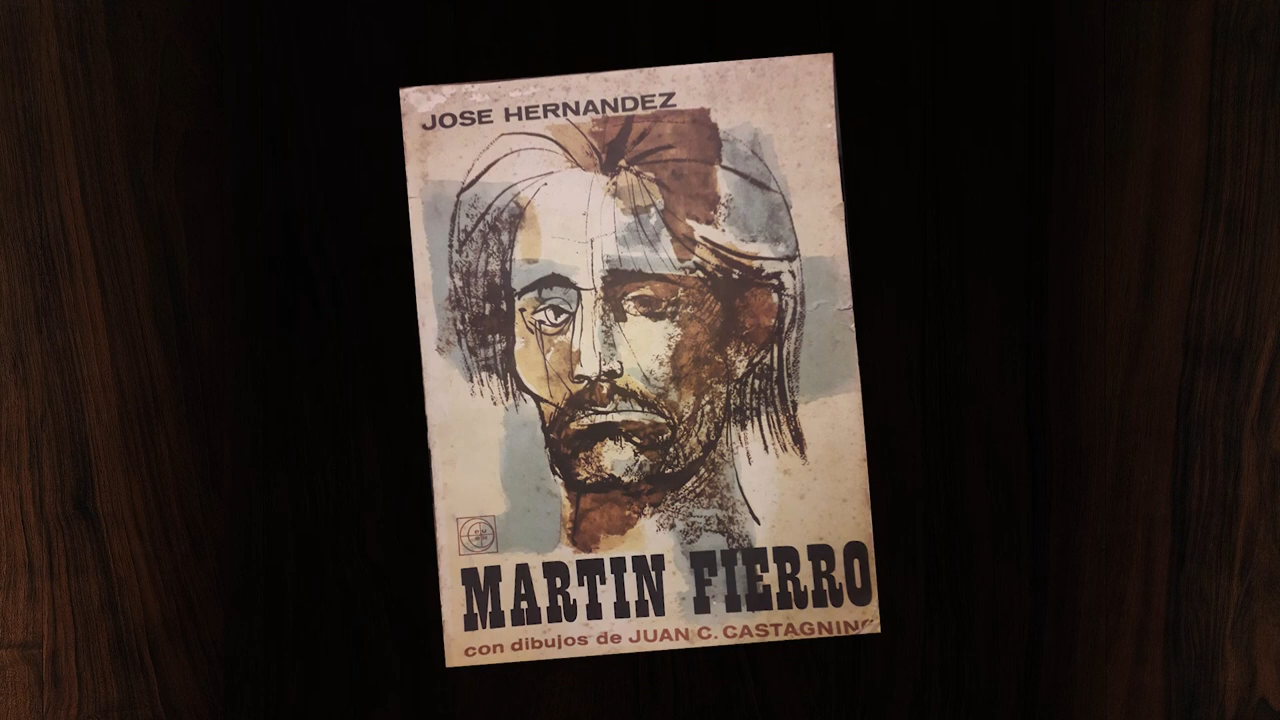 JOSE HERNANDEZ
MARTIN FIERRO
con dibujos de JUAN C. CASTAGNINO